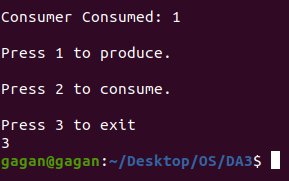 Consumer Consumed: 1
Press 1 to produce.
Press 2 to consume.
Press 3 to exit
3
gagan@gagan:~/Desktop/OS/DA3$